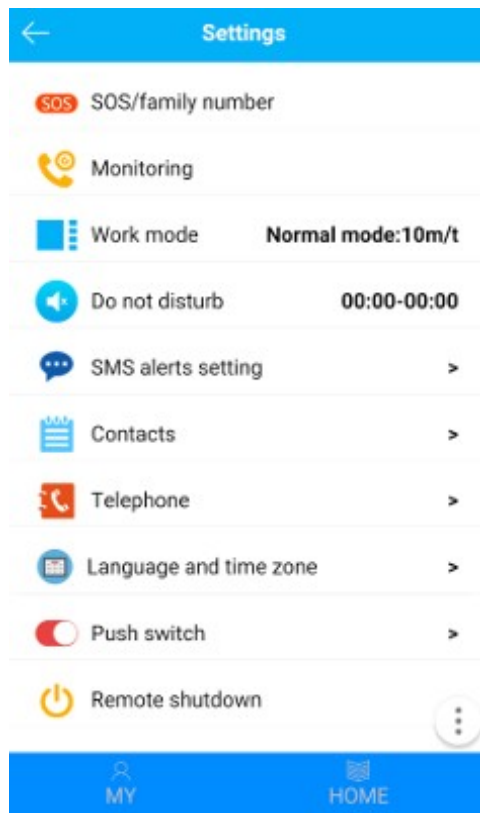 Settings
SOS SOS/family number
Monitoring
Work mode Normal mode:10m/t
Do not disturb 00:00-00:00
SMS alerts setting >
Contacts >
Telephone >
Language and time zone >
Push switch >
Remote shutdown
MY HOME